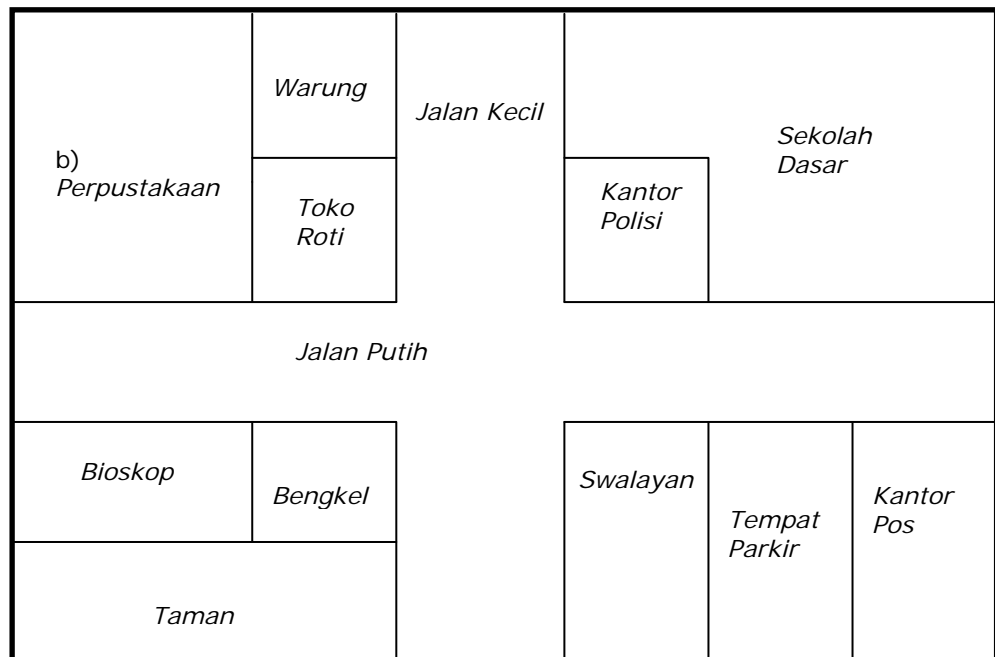 Warung
Jalan Kecil
Sekolah
Dasar
b)
Perpustakaan
Toko
Roti
Kantor
Polisi
Jalan Putih
Bioskop
Bengkel
Swalayan
Tempat
Parkir
Kantor
Pos
Taman